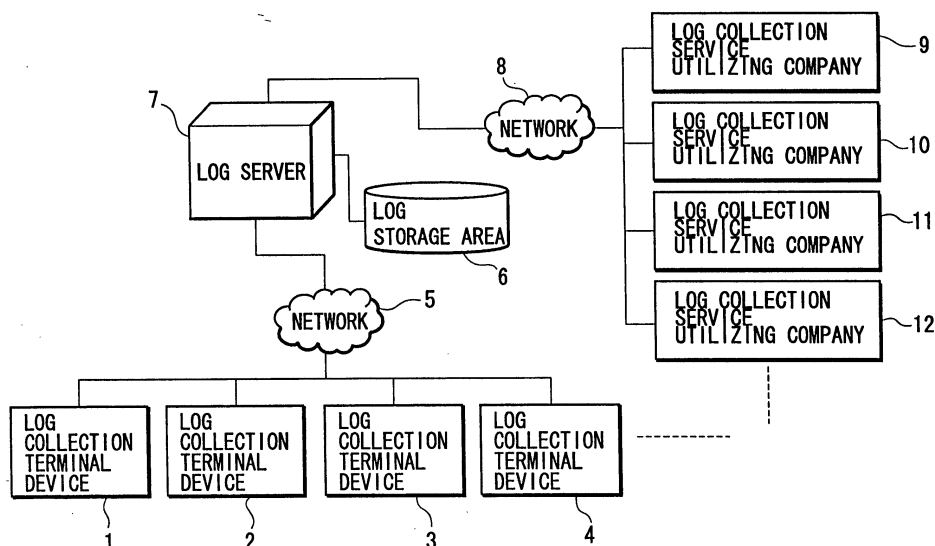 LOG COLLECTION
SERVICE
UTILIZING COMPANY
9
8
7
NETWORK
LOG COLLECTION
SERVICE
UTILIZING COMPANY
10
LOG SERVER
LOG
STORAGE AREA
6
LOG COLLECTION
SERVICE
UTILIZING COMPANY
11
5
NETWORK
LOG COLLECTION
SERVICE
UTILIZING COMPANY
12
LOG
COLLECTION
TERMINAL
DEVICE
1
LOG
COLLECTION
TERMINAL
DEVICE
2
LOG
COLLECTION
TERMINAL
DEVICE
3
LOG
COLLECTION
TERMINAL
DEVICE
4